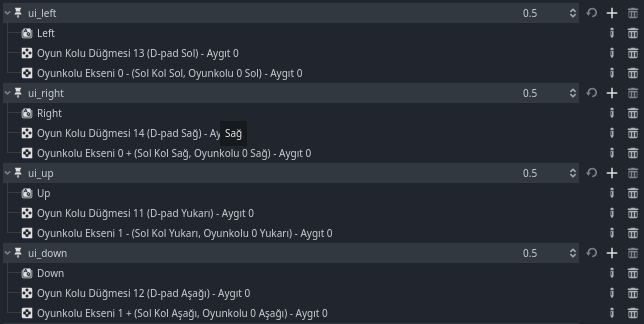 ui_left 0.5
Left
Oyun Kolu Düğmesi 13 (D-pad Sol) - Aygıt 0
Oyunkolu Ekseni 0 - (Sol Kol Sol, Oyunkolu 0 Sol) - Aygıt 0
ui_right 0.5
Right
Oyun Kolu Düğmesi 14 (D-pad Sağ) - Ay Sağ
Oyunkolu Ekseni 0 + (Sol Kol Sağ, Oyunkolu 0 Sağ) - Aygıt 0
ui_up 0.5
Up
Oyun Kolu Düğmesi 11 (D-pad Yukarı) - Aygıt 0
Oyunkolu Ekseni 1 - (Sol Kol Yukarı, Oyunkolu 0 Yukarı) - Aygıt 0
ui_down 0.5
Down
Oyun Kolu Düğmesi 12 (D-pad Aşağı) - Aygıt 0
Oyunkolu Ekseni 1 + (Sol Kol Aşağı, Oyunkolu 0 Aşağı) - Aygıt 0